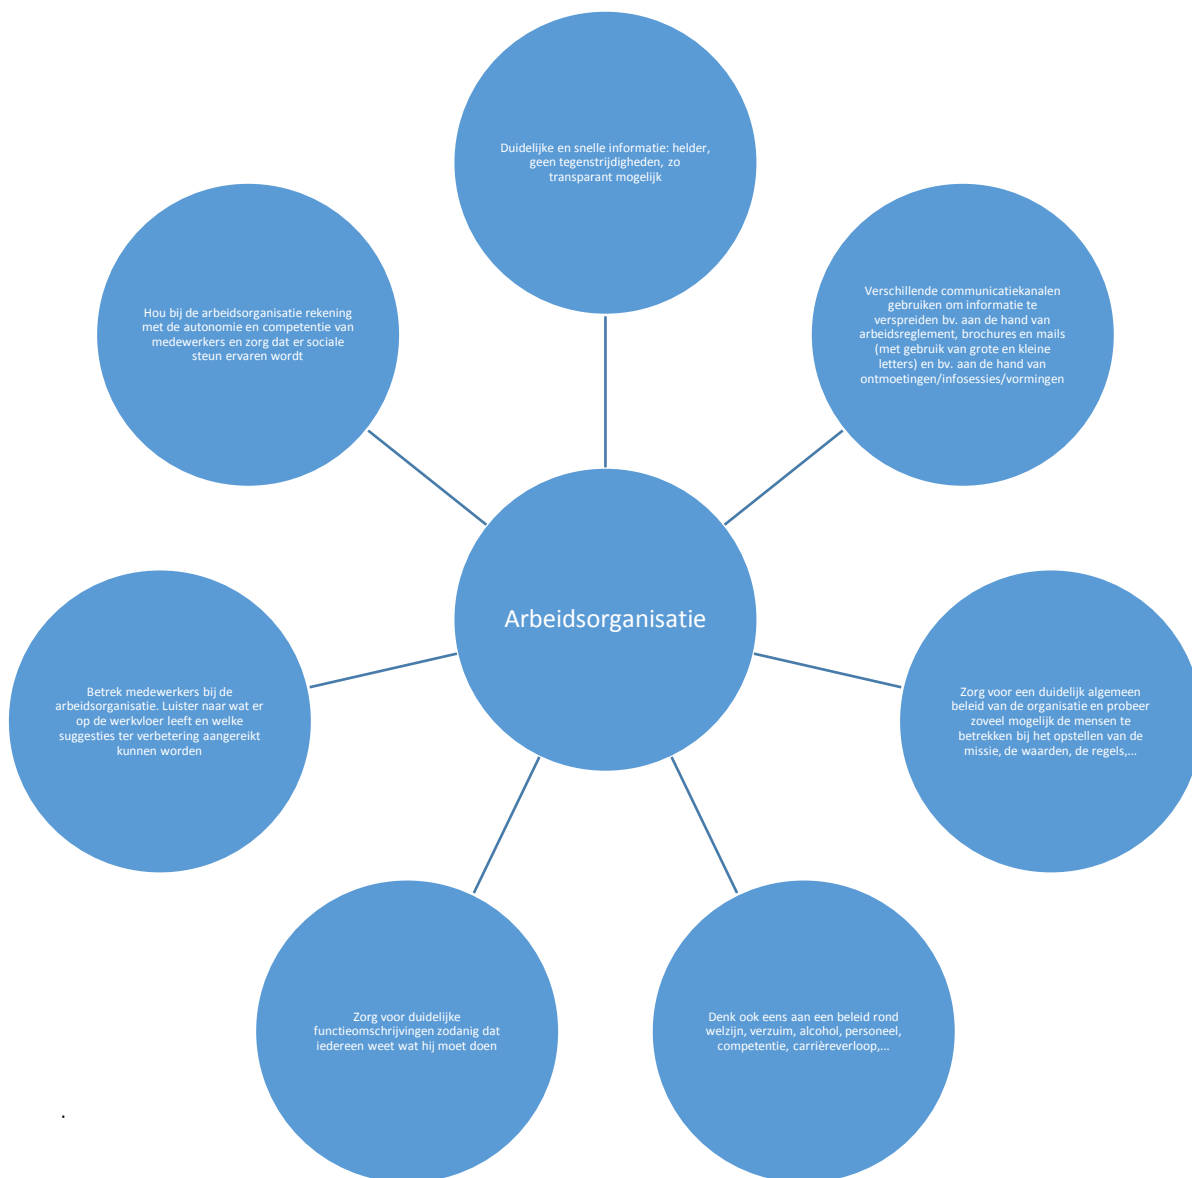 Duidelijke en snelle informatie: helder,
geen tegenstrijdigheden, zo
transparant mogelijk
Verschillende communicatiekanalen
gebruiken om informatie te
verspreiden bv. aan de hand van
arbeidsreglement, brochures en mails
(met gebruik van grote en kleine
letters) en bv. aan de hand van
ontmoetingen/infosessies/vormingen
Zorg voor een duidelijk algemeen
beleid van de organisatie en probeer
zoveel mogelijk de mensen te
betrekken bij het opstellen van de
missie, de waarden, de regels,...
Denk ook eens aan een beleid rond
welzijn, verzuim, alcohol, personeel,
competentie, carrièreverloop,...
Zorg voor duidelijke
functieomschrijvingen zodanig dat
iedereen weet wat hij moet doen
Betrek medewerkers bij de
arbeidsorganisatie. Luister naar wat er
op de werkvloer leeft en welke
suggesties ter verbetering aangereikt
kunnen worden
Hou bij de arbeidsorganisatie rekening
met de autonomie en competentie van
medewerkers en zorg dat er sociale
steun ervaren wordt
Arbeidsorganisatie
.